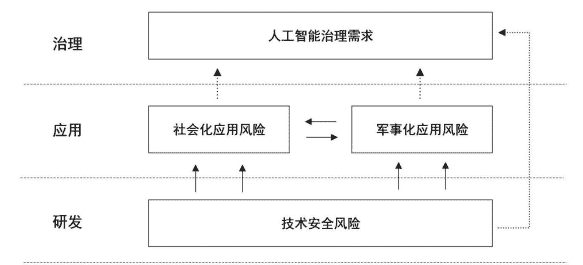 治理
人工智能治理需求
应用
社会化应用风险
军事化应用风险
研发
技术安全风险